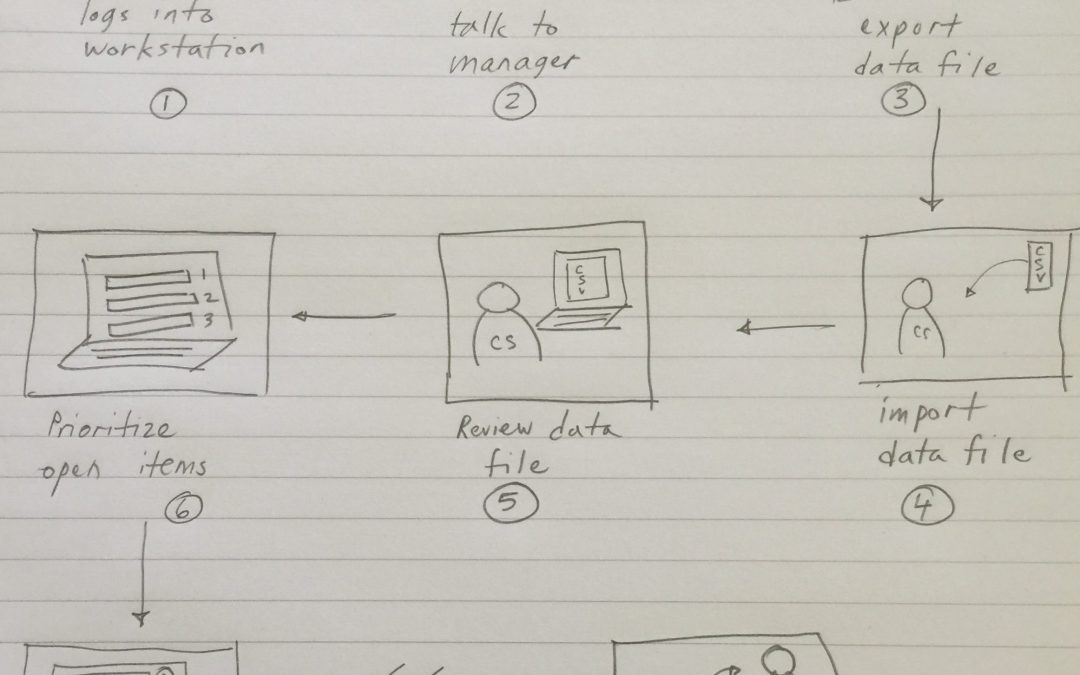 logs into
workstation
①
talk to
manager
②
export
data file
③
1
2
3
Prioritize
open items
⑥
CSV
CS
Review data
file
⑤
CSV
CS
import
data file
④